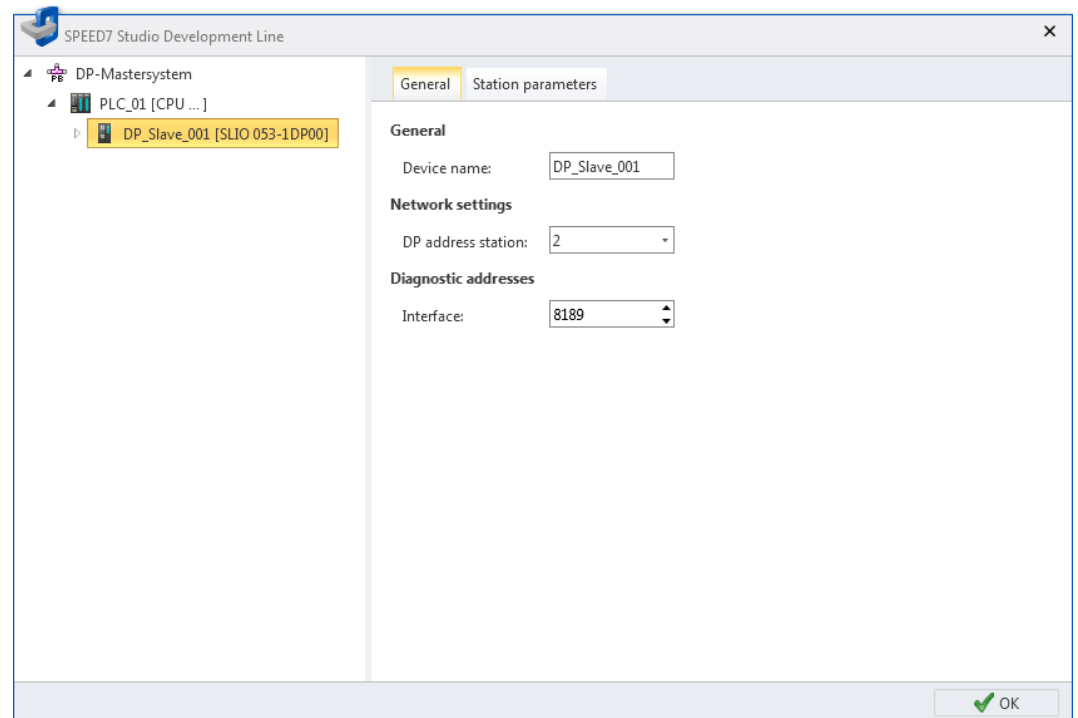 SPEED7 Studio Development Line
PB DP-Mastersystem
PLC_01 [CPU ... ]
DP_Slave_001 [SLIO 053-1DP00]
General Station parameters
General
Device name: DP_Slave_001
Network settings
DP address station: 2
Diagnostic addresses
Interface: 8189
OK